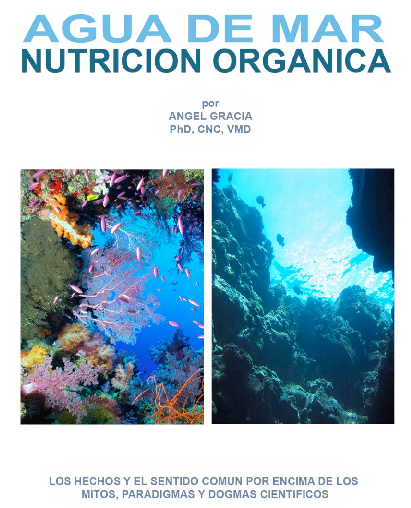 AGUA DE MAR
NUTRICION ORGANICA
por
ANGEL GRACIA
PhD, CNC, VMD
LOS HECHOS Y EL SENTIDO COMUN POR ENCIMA DE LOS
MITOS, PARADIGMAS Y DOGMAS CIENTIFICOS